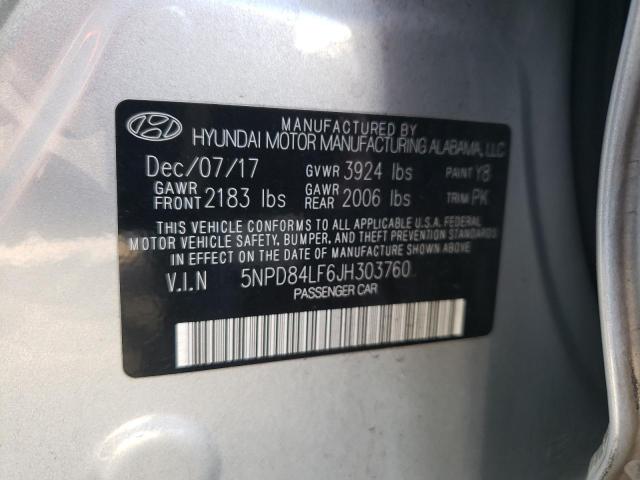 MANUFACTURED BY
HYUNDAI MOTOR MANUFACTURING ALABAMA, LLC
Dec/07/17 GVWR 3924 lbs PAINT Y8
GAWR FRONT 2183 lbs GAWR REAR 2006 lbs TRIM PK
THIS VEHICLE CONFORMS TO ALL APPLICABLE U.S.A. FEDERAL
MOTOR VEHICLE SAFETY, BUMPER, AND THEFT PREVENTION STANDARDS
IN EFFECT ON THE DATE OF MANUFACTURE SHOWN ABOVE.
V.I.N 5NPD84LF6JH303760
PASSENGER CAR